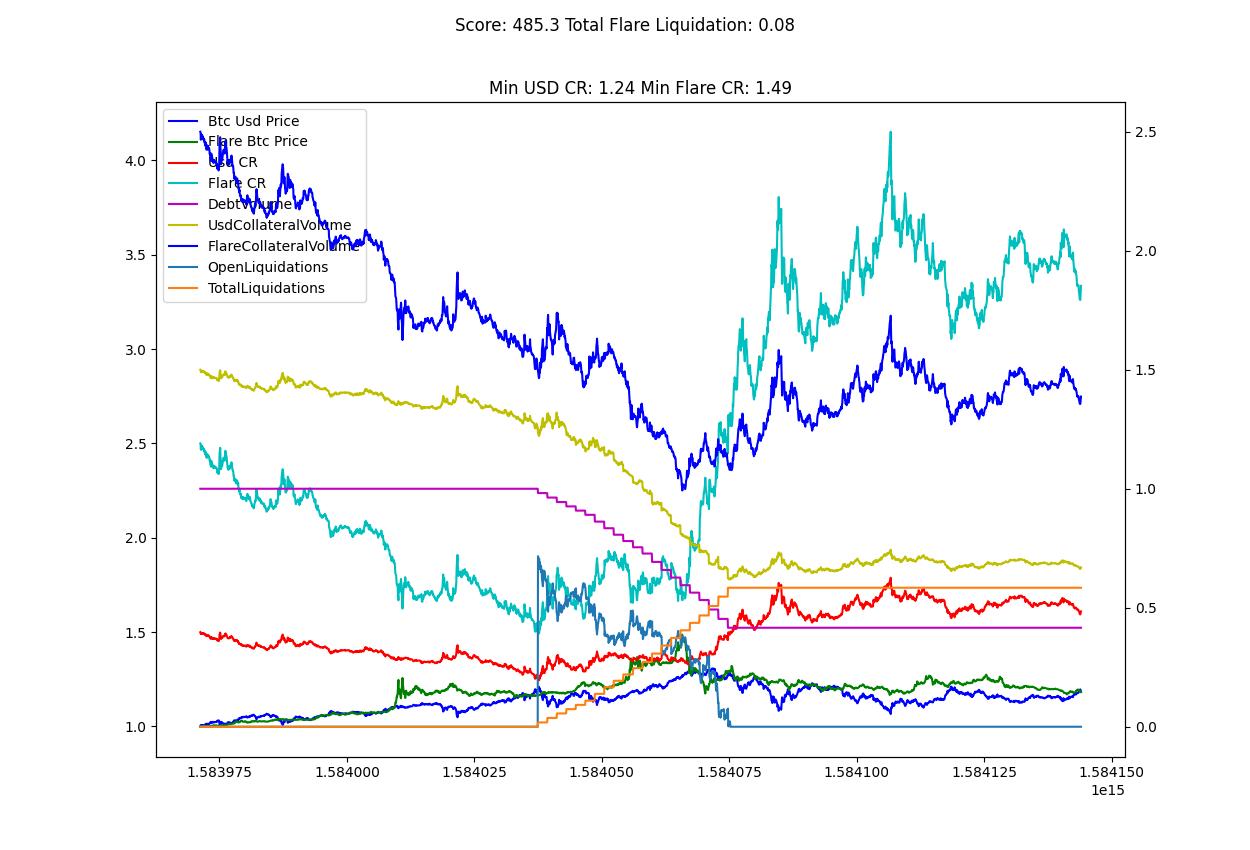 Score: 485.3 Total Flare Liquidation: 0.08
Min USD CR: 1.24 Min Flare CR: 1.49
Btc Usd Price
Flare Btc Price
Usd CR
Flare CR
DebtVolume
UsdCollateralVolume
FlareCollateralVolume
OpenLiquidations
TotalLiquidations
4.0
3.5
3.0
2.5
2.0
1.5
1.0
2.5
2.0
1.5
1.0
0.5
0.0
1.583975
1.584000
1.584025
1.584050
1.584075
1.584100
1.584125
1.584150
1e15